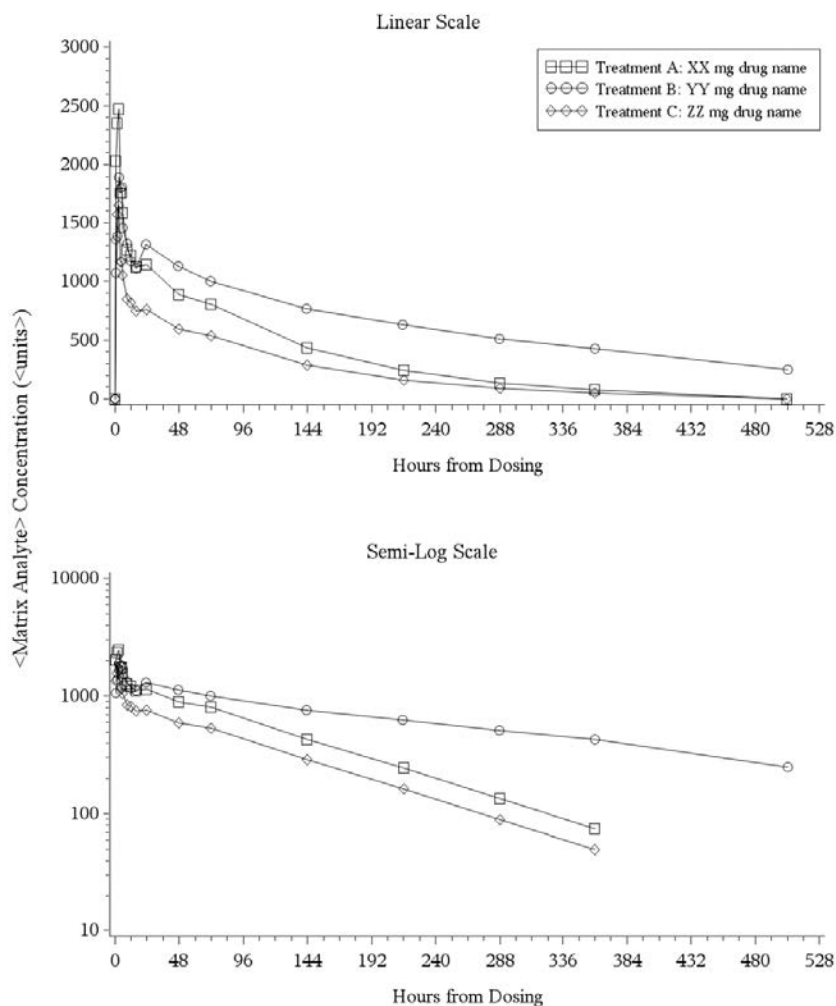 Linear Scale
3000
2500
2000
1500
1000
500
0
Treatment A: XX mg drug name
Treatment B: YY mg drug name
Treatment C: ZZ mg drug name
0 48 96 144 192 240 288 336 384 432 480 528
Hours from Dosing
<Matrix Analyte> Concentration (<units>)
Semi-Log Scale
10000
1000
100
10
0 48 96 144 192 240 288 336 384 432 480 528
Hours from Dosing